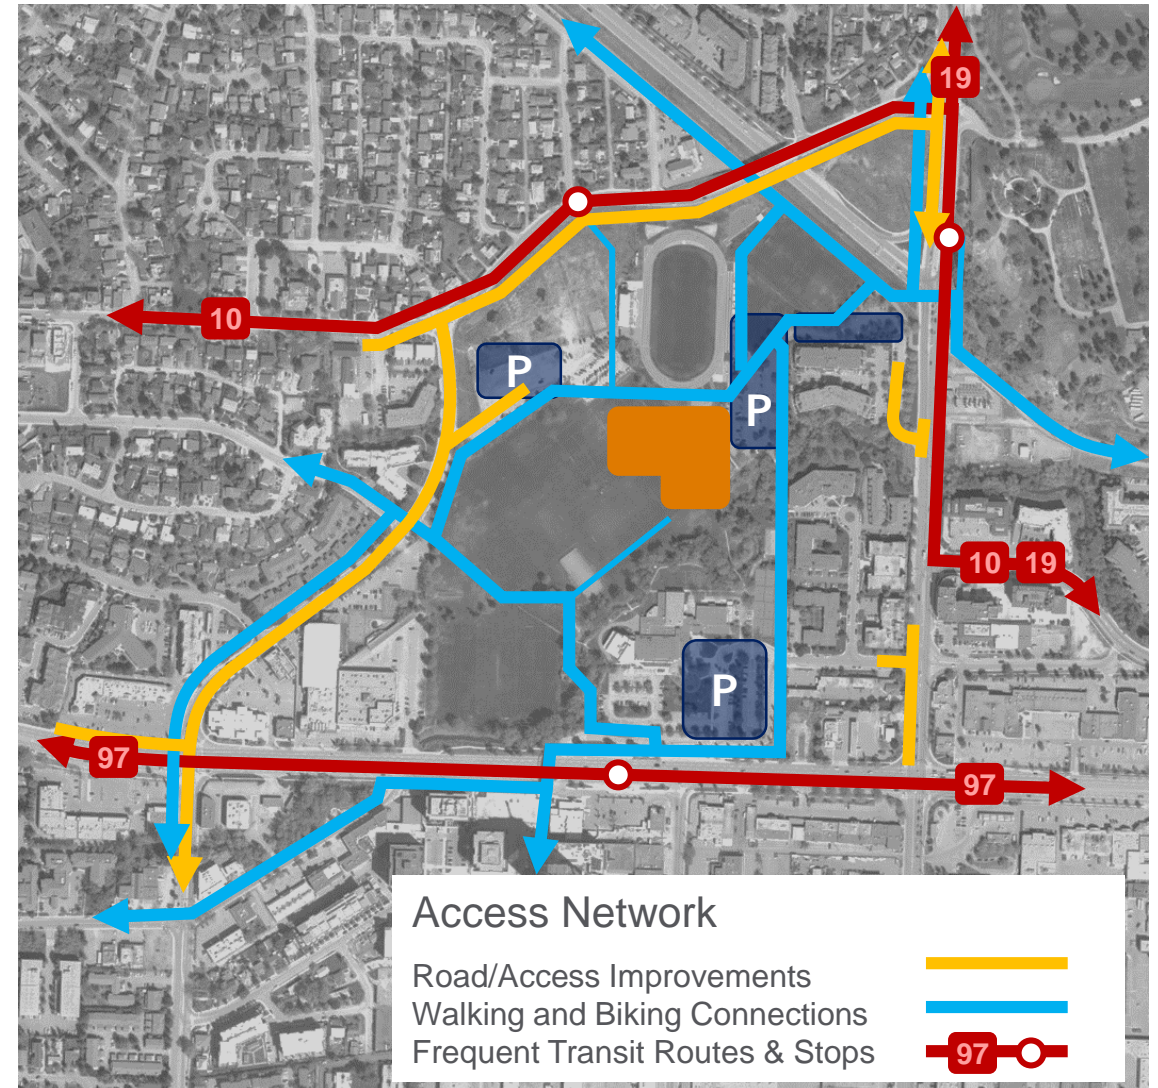 19
10
P
P
10 19
P
97
97
Access Network
Road/Access Improvements
Walking and Biking Connections
Frequent Transit Routes & Stops
97